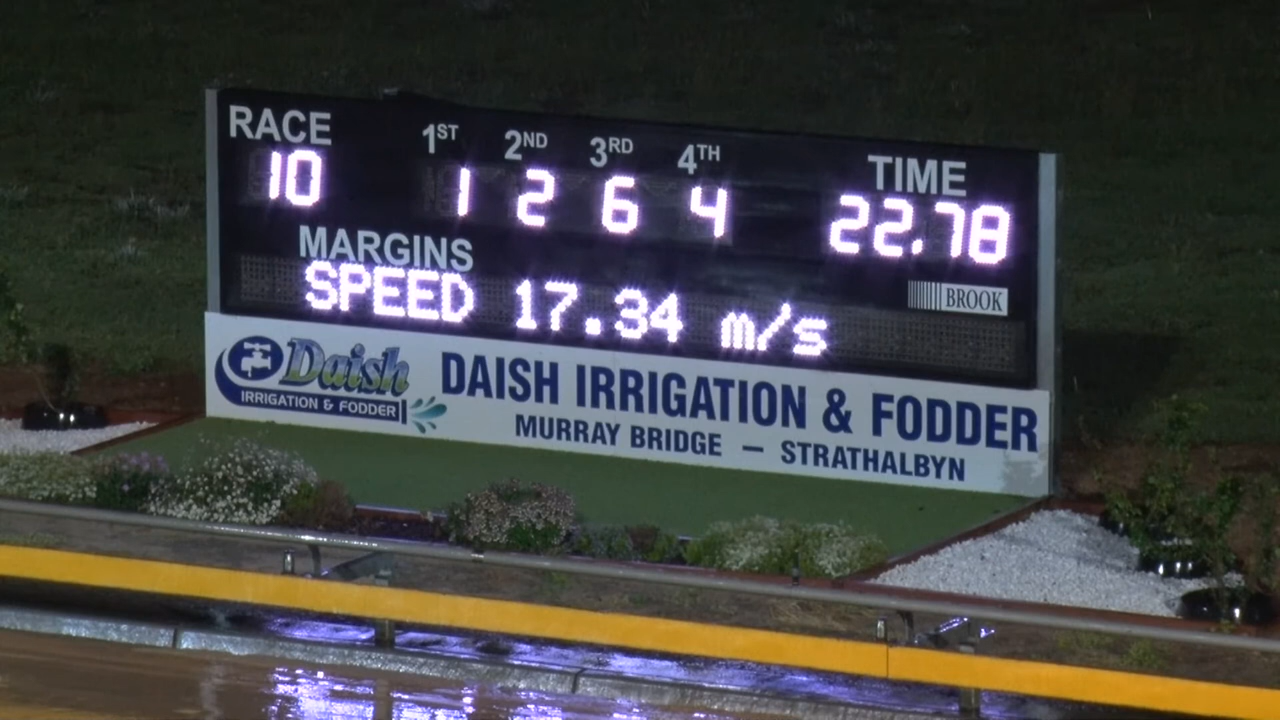 RACE 1ST 2ND 3RD 4TH TIME
10 1 2 6 4 22.78
MARGINS
SPEED 17.34 m/s
BROOK
Daish
IRRIGATION & FODDER
DAISH IRRIGATION & FODDER
MURRAY BRIDGE — STRATHALBYN